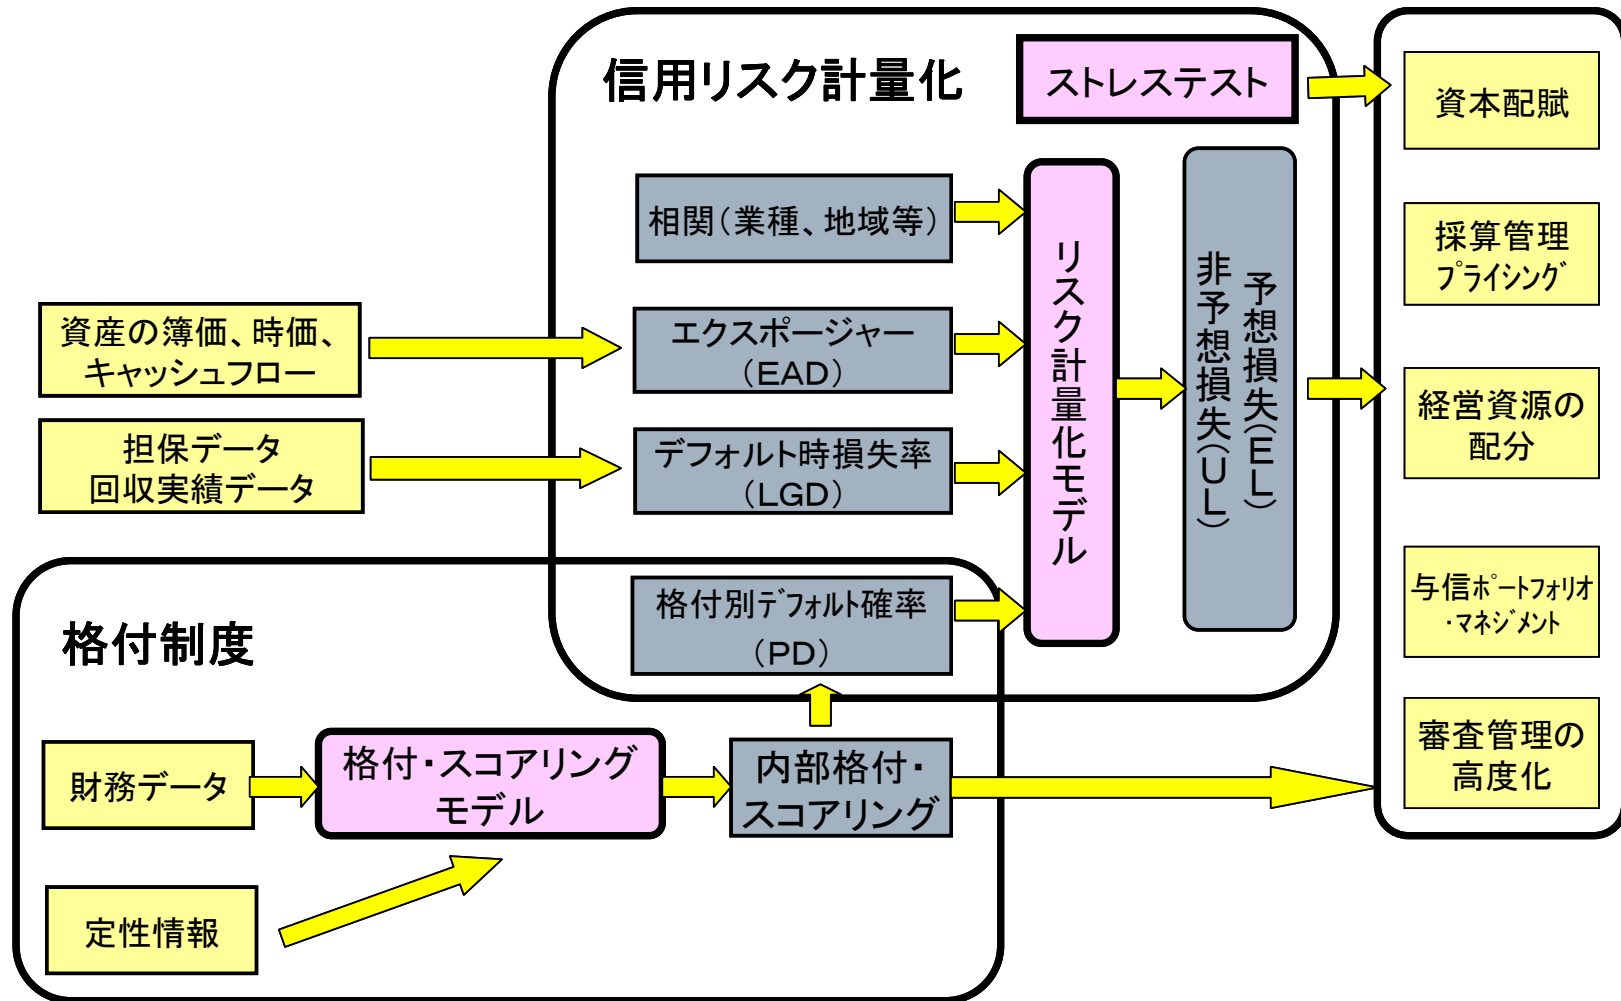 信用リスク計量化
ストレステスト
資本配賦
相関(業種、地域等)
リスク計量化モデル
予想損失(EL)
非予想損失(UL)
採算管理
プライシング
資産の簿価、時価、
キャッシュフロー
エクスポージャー
(EAD)
経営資源の
配分
担保データ
回収実績データ
デフォルト時損失率
(LGD)
格付制度
格付別デフォルト確率
(PD)
与信ポートフォリオ
・マネジメント
財務データ
格付・スコアリング
モデル
内部格付・
スコアリング
審査管理の
高度化
定性情報